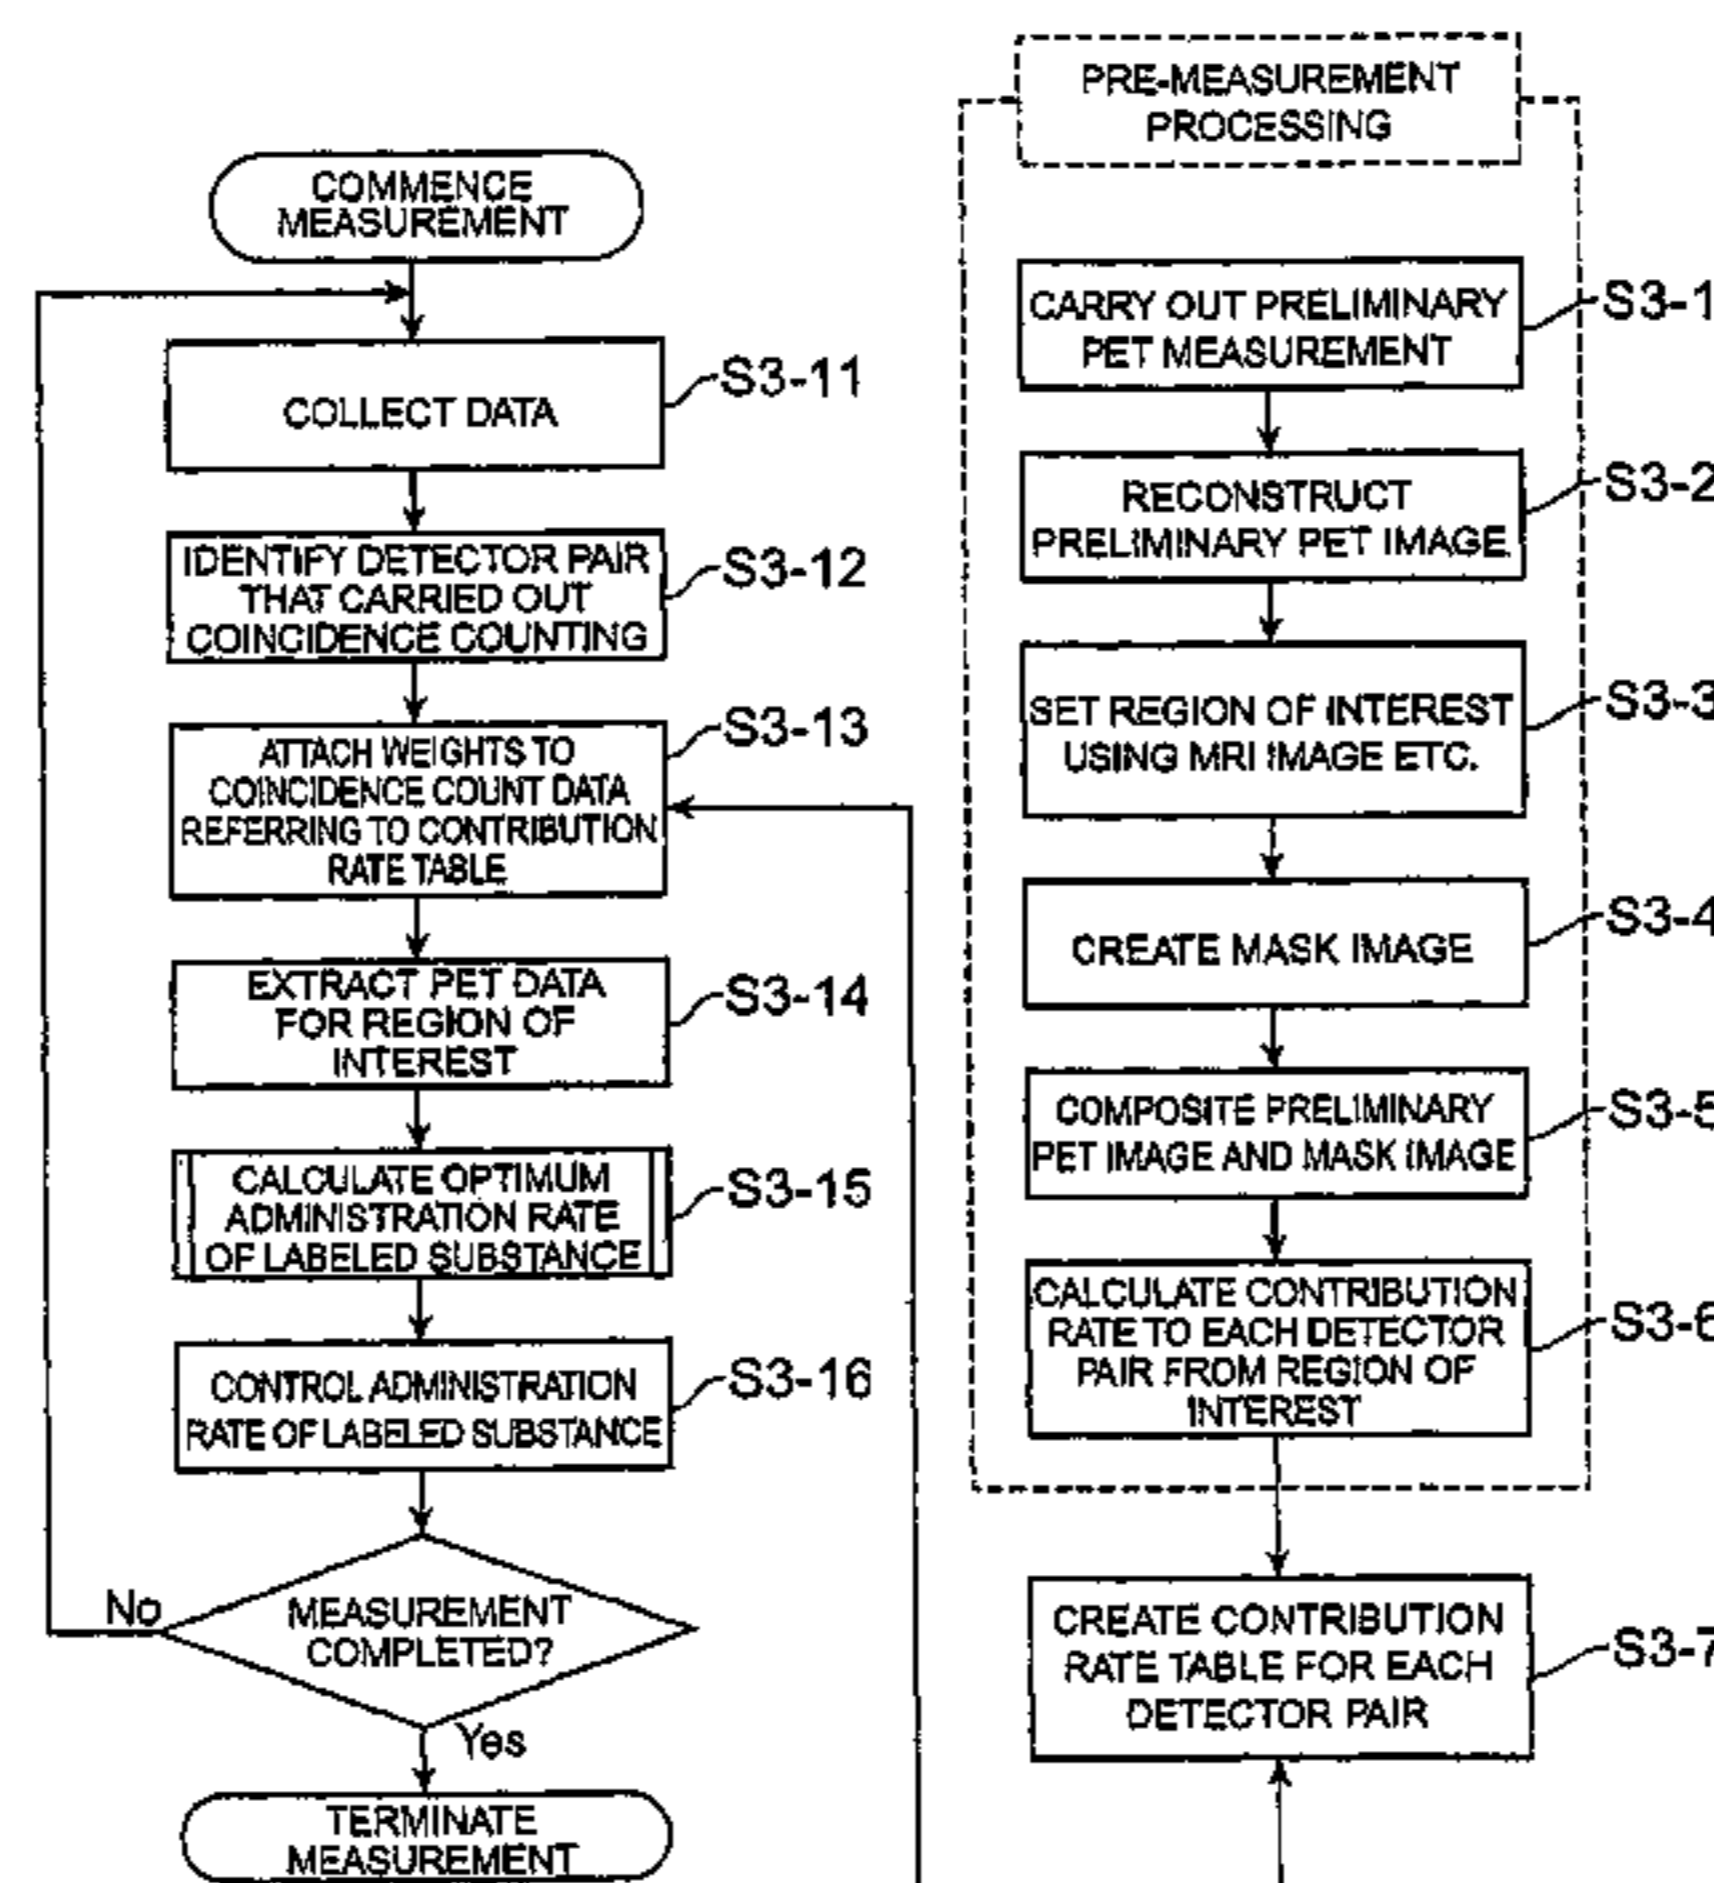 COMMENCE
MEASUREMENT
COLLECT DATA
S3-11
IDENTIFY DETECTOR PAIR
THAT CARRIED OUT
COINCIDENCE COUNTING
S3-12
ATTACH WEIGHTS TO
COINCIDENCE COUNT DATA
REFERRING TO CONTRIBUTION
RATE TABLE
S3-13
EXTRACT PET DATA
FOR REGION OF
INTEREST
S3-14
CALCULATE OPTIMUM
ADMINISTRATION RATE
OF LABELED SUBSTANCE
S3-15
CONTROL ADMINISTRATION
RATE OF LABELED SUBSTANCE
S3-16
MEASUREMENT
COMPLETED?
No
Yes
TERMINATE
MEASUREMENT
PRE-MEASUREMENT
PROCESSING
CARRY OUT PRELIMINARY
PET MEASUREMENT
S3-1
RECONSTRUCT
PRELIMINARY PET IMAGE
S3-2
SET REGION OF INTEREST
USING MRI IMAGE ETC.
S3-3
CREATE MASK IMAGE
S3-4
COMPOSITE PRELIMINARY
PET IMAGE AND MASK IMAGE
S3-5
CALCULATE CONTRIBUTION
RATE TO EACH DETECTOR
PAIR FROM REGION OF
INTEREST
S3-6
CREATE CONTRIBUTION
RATE TABLE FOR EACH
DETECTOR PAIR
S3-7